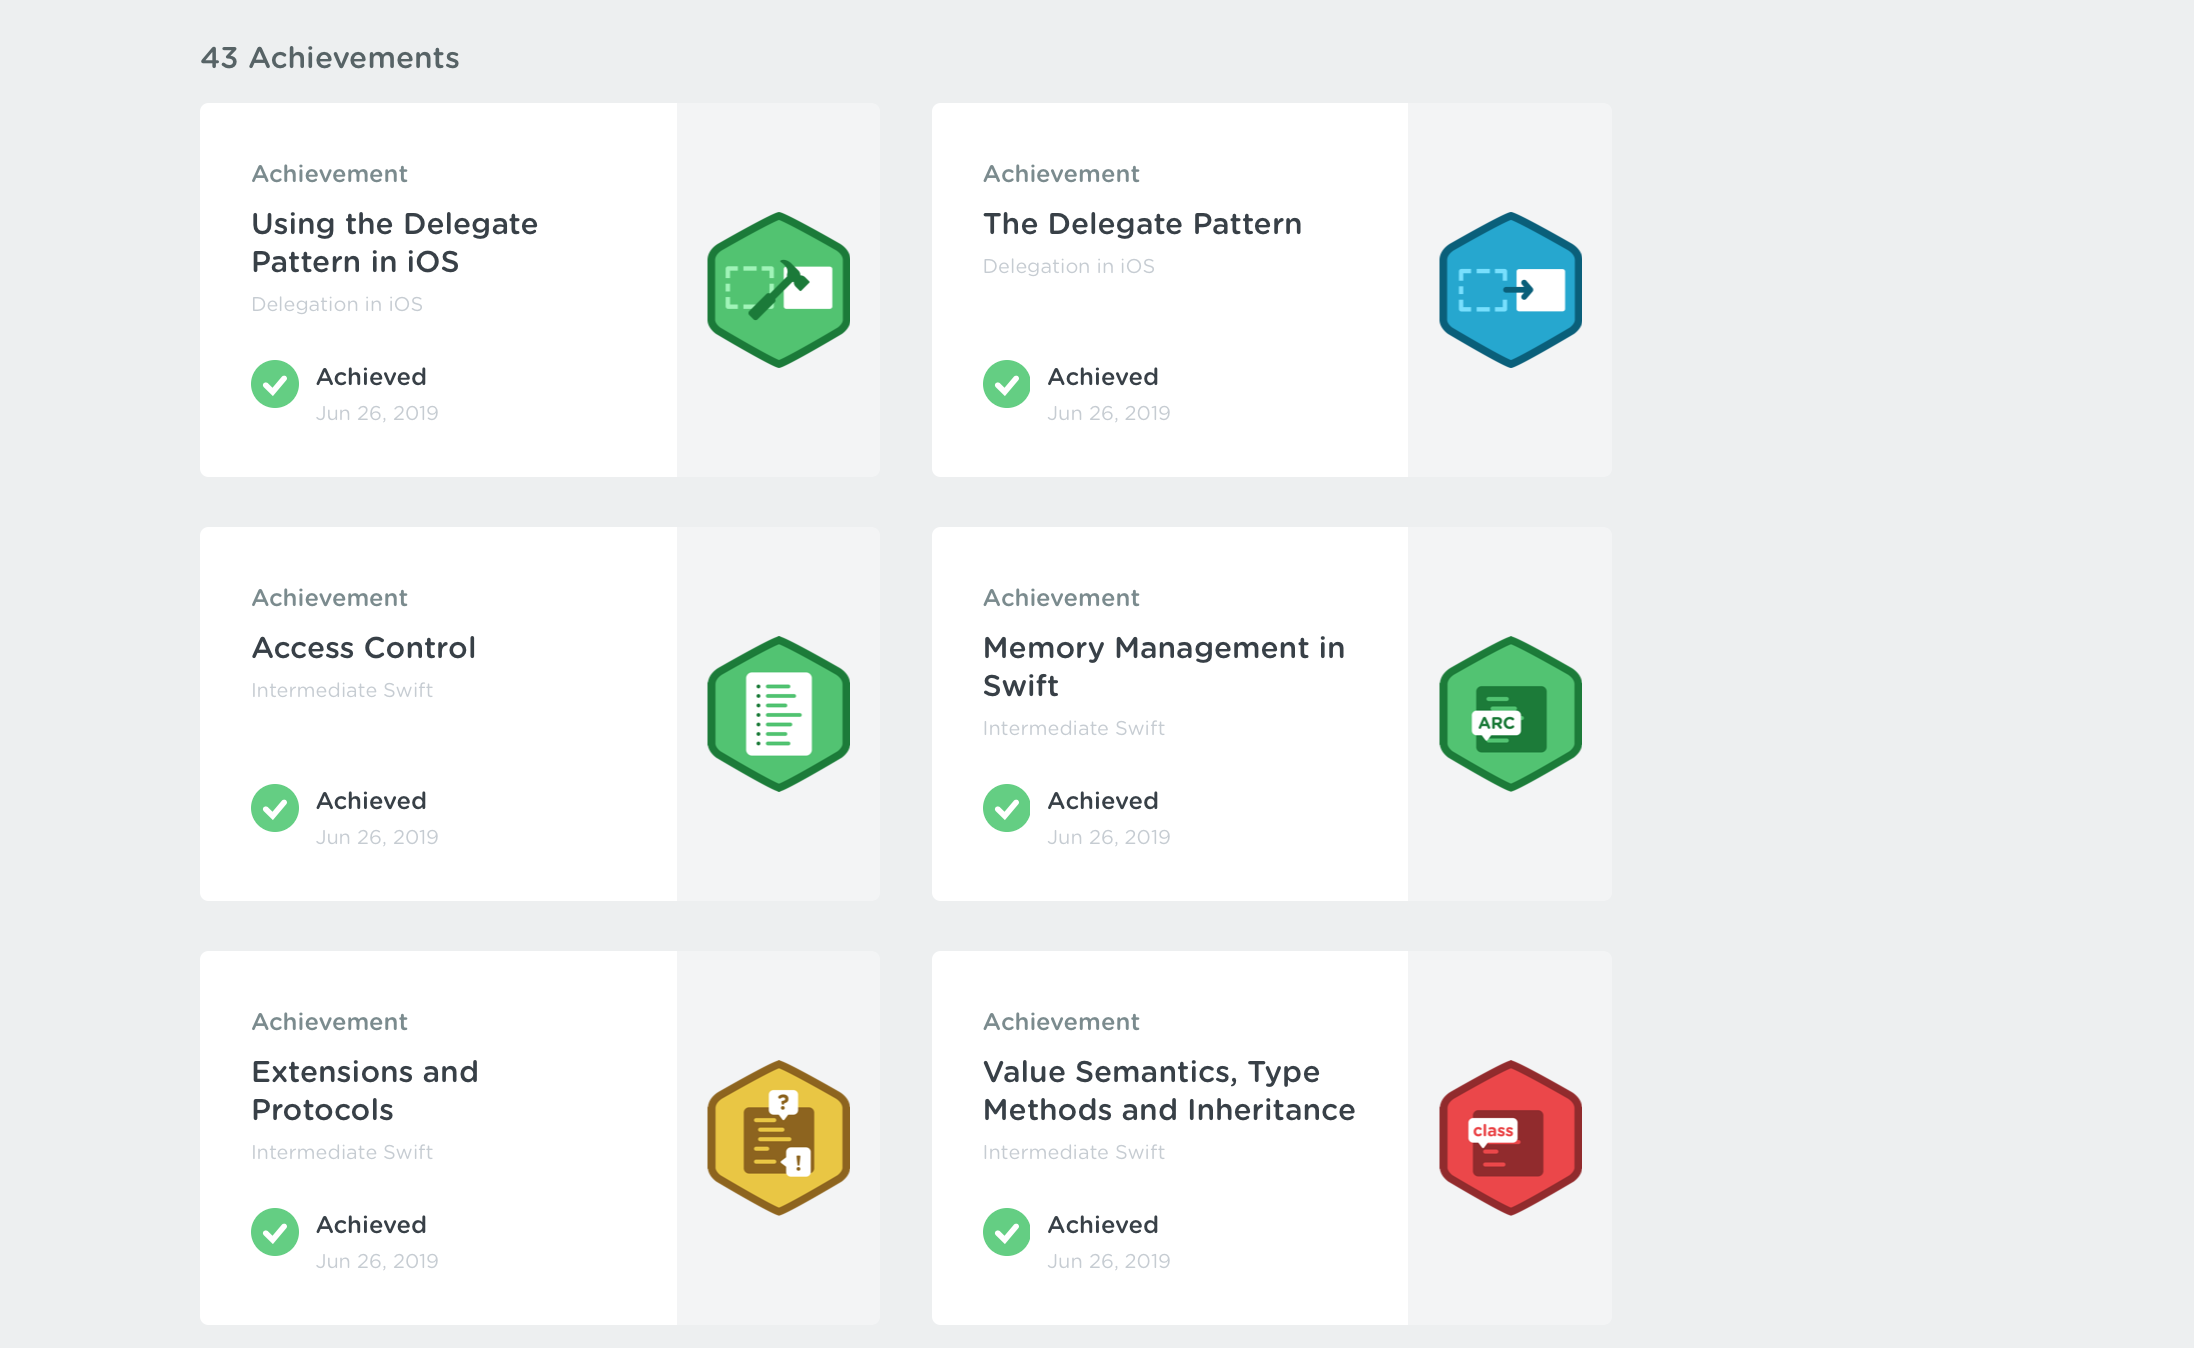 43 Achievements
Achievement
Using the Delegate
Pattern in iOS
Delegation in iOS
Achieved
Jun 26, 2019
Achievement
The Delegate Pattern
Delegation in iOS
Achieved
Jun 26, 2019
Achievement
Access Control
Intermediate Swift
Achieved
Jun 26, 2019
Achievement
Memory Management in
Swift
Intermediate Swift
Achieved
Jun 26, 2019
ARC
Achievement
Extensions and
Protocols
Intermediate Swift
Achieved
Jun 26, 2019
?
!
Achievement
Value Semantics, Type
Methods and Inheritance
Intermediate Swift
Achieved
Jun 26, 2019
class